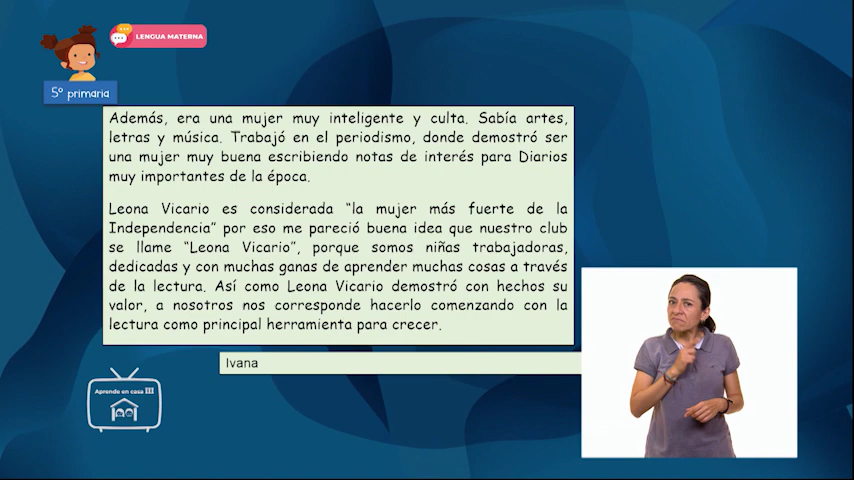 LENGUA MATERNA
5º primaria
Además, era una mujer muy inteligente y culta. Sabía artes,
letras y música. Trabajó en el periodismo, donde demostró ser
una mujer muy buena escribiendo notas de interés para Diarios
muy importantes de la época.
Leona Vicario es considerada “la mujer más fuerte de la
Independencia” por eso me pareció buena idea que nuestro club
se llame “Leona Vicario”, porque somos niñas trabajadoras,
dedicadas y con muchas ganas de aprender muchas cosas a través
de la lectura. Así como Leona Vicario demostró con hechos su
valor, a nosotros nos corresponde hacerlo comenzando con la
lectura como principal herramienta para crecer.
Ivana
Aprende en casa III